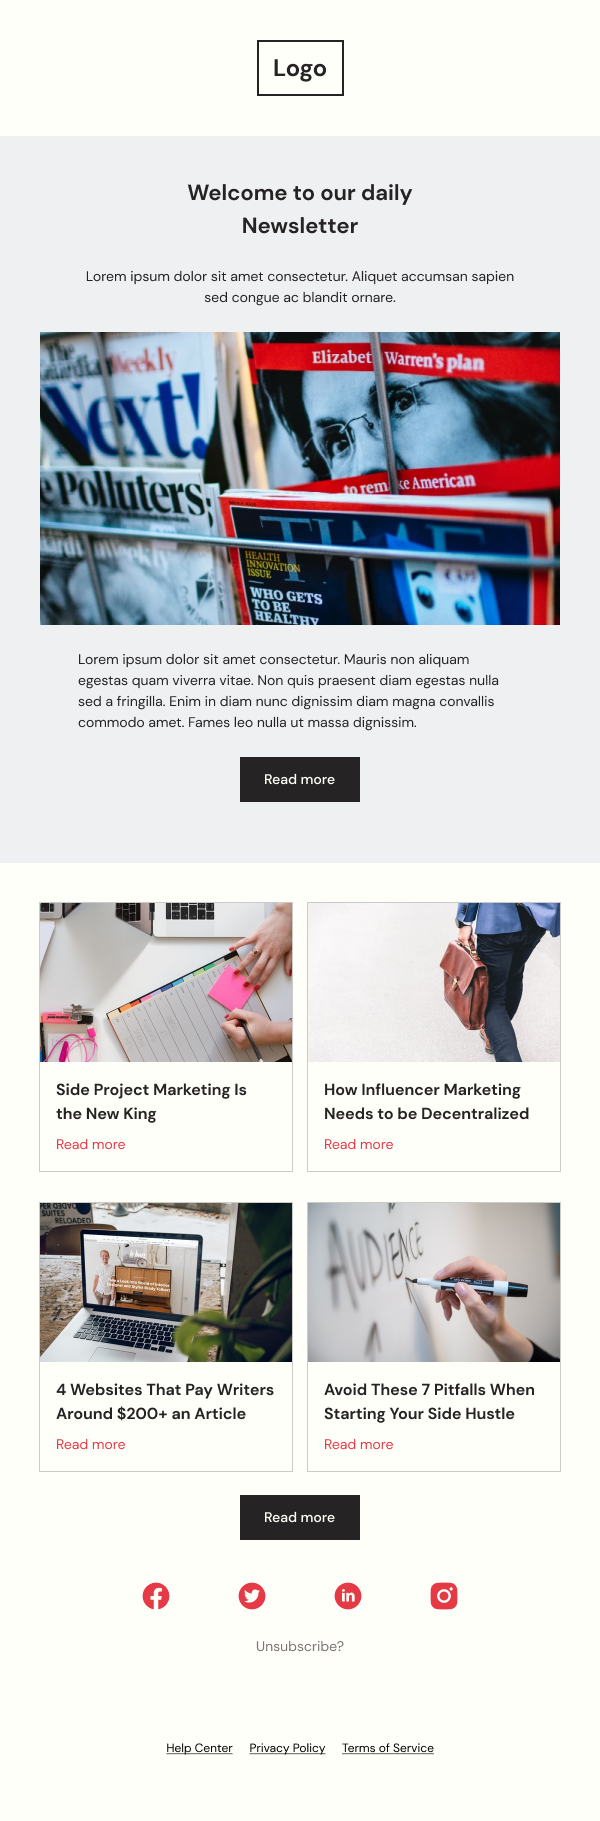 Logo
Welcome to our daily
Newsletter
Lorem ipsum dolor sit amet consectetur. Aliquet accumsan sapien
sed congue ac blandit ornare.
The
Guardian Weekly
Next!
Elizabet Warren's plan
to remake American
e Polluters.
TIME
HEALTH
INNOVATION
ISSUE
WHO GETS
TO BE
HEALTHY
Lorem ipsum dolor sit amet consectetur. Mauris non aliquam
egestas quam viverra vitae. Non quis praesent diam egestas nulla
sed a fringilla. Enim in diam nunc dignissim diam magna convallis
commodo amet. Fames leo nulla ut massa dignissim.
Read more
Side Project Marketing Is
the New King
Read more
How Influencer Marketing
Needs to be Decentralized
Read more
SUITES
RELOADED
4 Websites That Pay Writers
Around $200+ an Article
Read more
AUDIENCE
Avoid These 7 Pitfalls When
Starting Your Side Hustle
Read more
Read more
Unsubscribe?
Help Center Privacy Policy Terms of Service